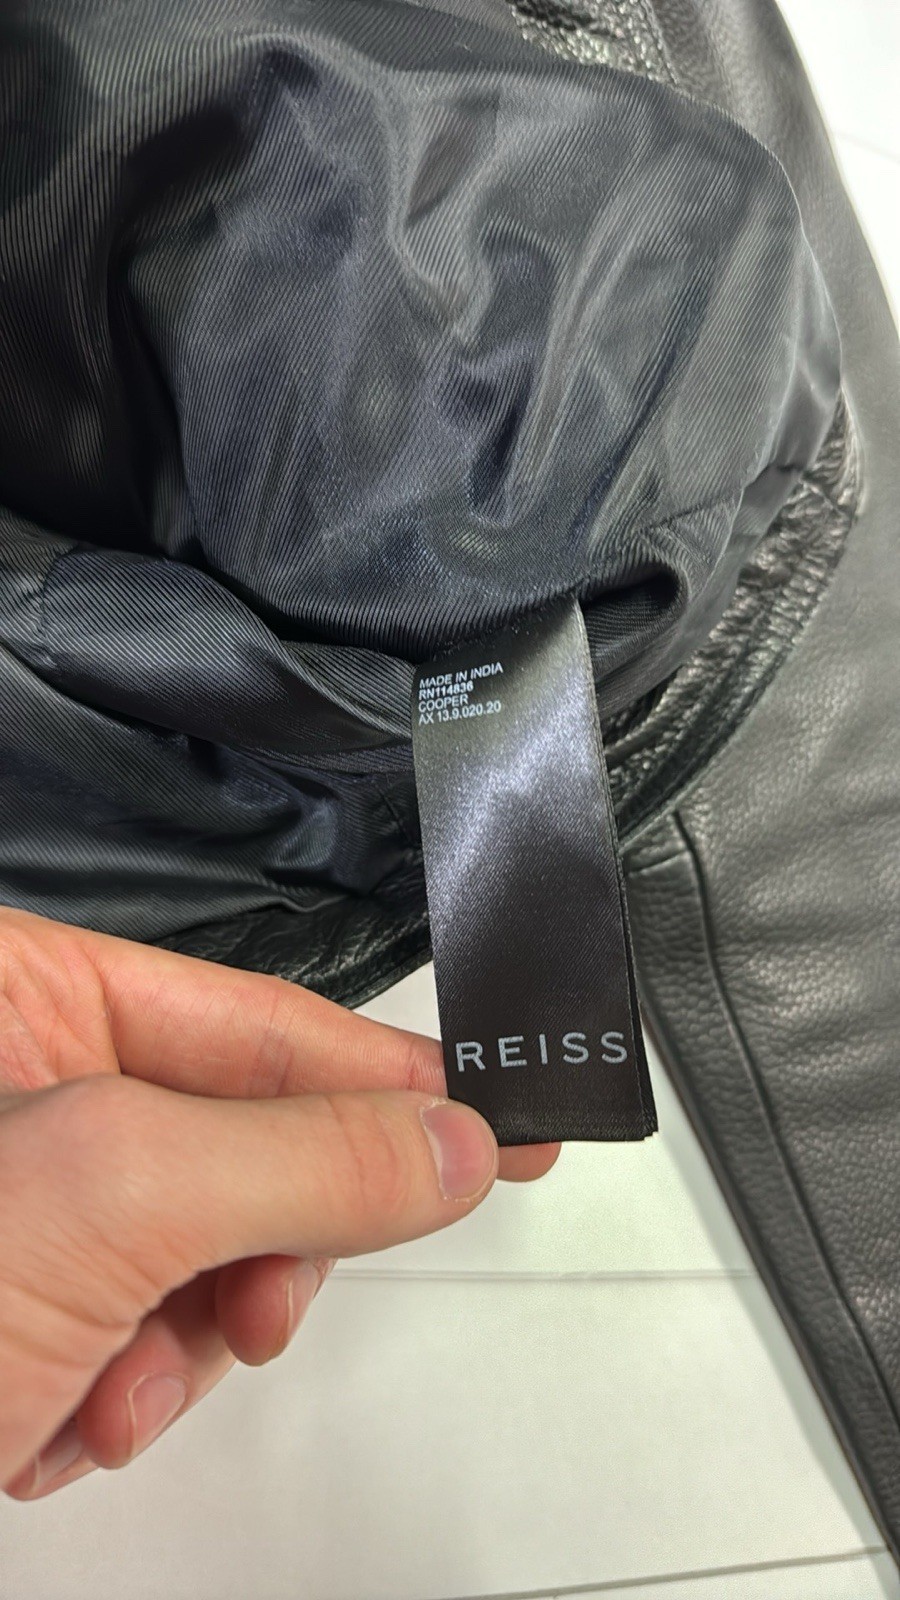 MADE IN INDIA
RN114836
COOPER
AX 13.9.020.20
REISS